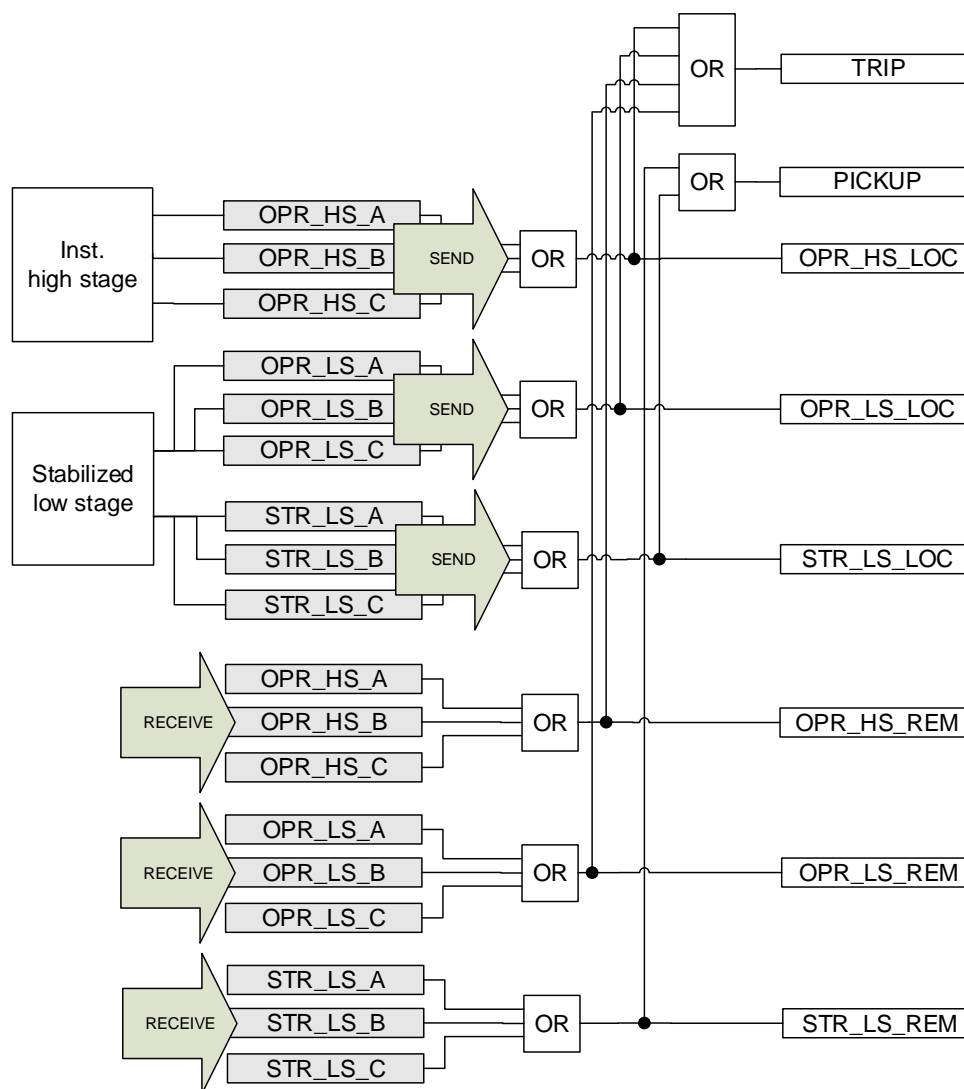 OR
TRIP
OR
PICKUP
Inst.
high stage
OPR_HS_A
OPR_HS_B
OPR_HS_C
SEND
OR
OPR_HS_LOC
Stabilized
low stage
OPR_LS_A
OPR_LS_B
OPR_LS_C
SEND
OR
OPR_LS_LOC
STR_LS_A
STR_LS_B
STR_LS_C
SEND
OR
STR_LS_LOC
RECEIVE
OPR_HS_A
OPR_HS_B
OPR_HS_C
OR
OPR_HS_REM
RECEIVE
OPR_LS_A
OPR_LS_B
OPR_LS_C
OR
OPR_LS_REM
RECEIVE
STR_LS_A
STR_LS_B
STR_LS_C
OR
STR_LS_REM